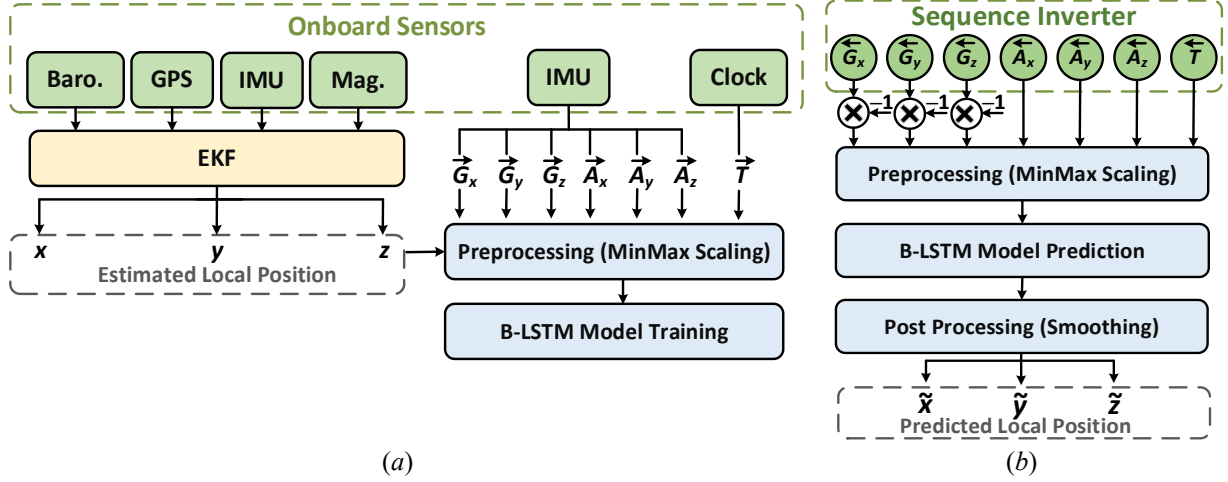 Onboard Sensors
Baro. GPS IMU Mag. IMU Clock
EKF
G⃗x G⃗y G⃗z A⃗x A⃗y A⃗z T⃗
x y z
Estimated Local Position
Preprocessing (MinMax Scaling)
B-LSTM Model Training
(a)
Sequence Inverter
G⃖x G⃖y G⃖z A⃖x A⃖y A⃖z T⃖
× −1 × −1 × −1
Preprocessing (MinMax Scaling)
B-LSTM Model Prediction
Post Processing (Smoothing)
x̃ ỹ z̃
Predicted Local Position
(b)